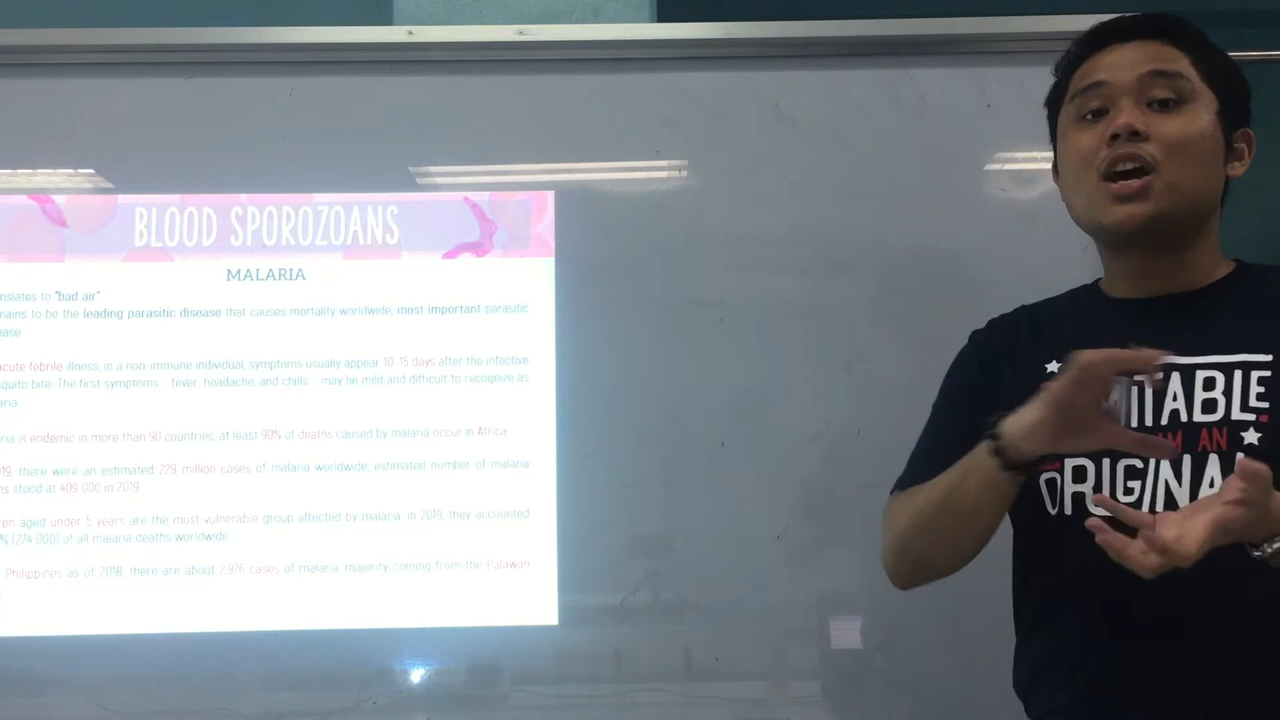 BLOOD SPOROZOANS
MALARIA
nslates to "bad air"
mains to be the leading parasitic disease that causes mortality worldwide, most important parasitic
ease
acute febrile illness; in a non-immune individual, symptoms usually appear 10-15 days after the infective
squito bite. The first symptoms - fever, headache, and chills - may be mild and difficult to recognize as
aria.
ria is endemic in more than 90 countries, at least 90% of deaths caused by malaria occur in Africa
19, there were an estimated 229 million cases of malaria worldwide; estimated number of malaria
hs stood at 409 000 in 2019
ren aged under 5 years are the most vulnerable group affected by malaria; in 2019, they accounted
% (274 000) of all malaria deaths worldwide
Philippines as of 2018, there are about 2,976 cases of malaria, majority coming from the Palawan
ITABLE.
AN
ORIGINAL